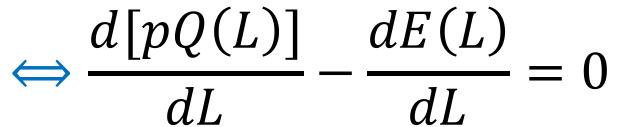 ⟺ d[pQ(L)]/dL − dE(L)/dL = 0